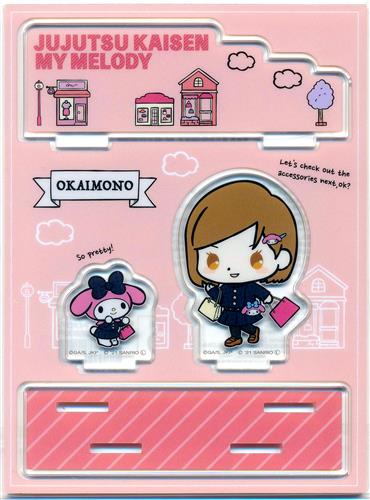 JUJUTSU KAISEN
MY MELODY
Let's check out the
accessories next,ok?
OKAIMONO
So pretty!
©GA/S, JKP © '21 SANRIO Ⓛ
©GA/S, JKP © '21 SANRIO Ⓛ